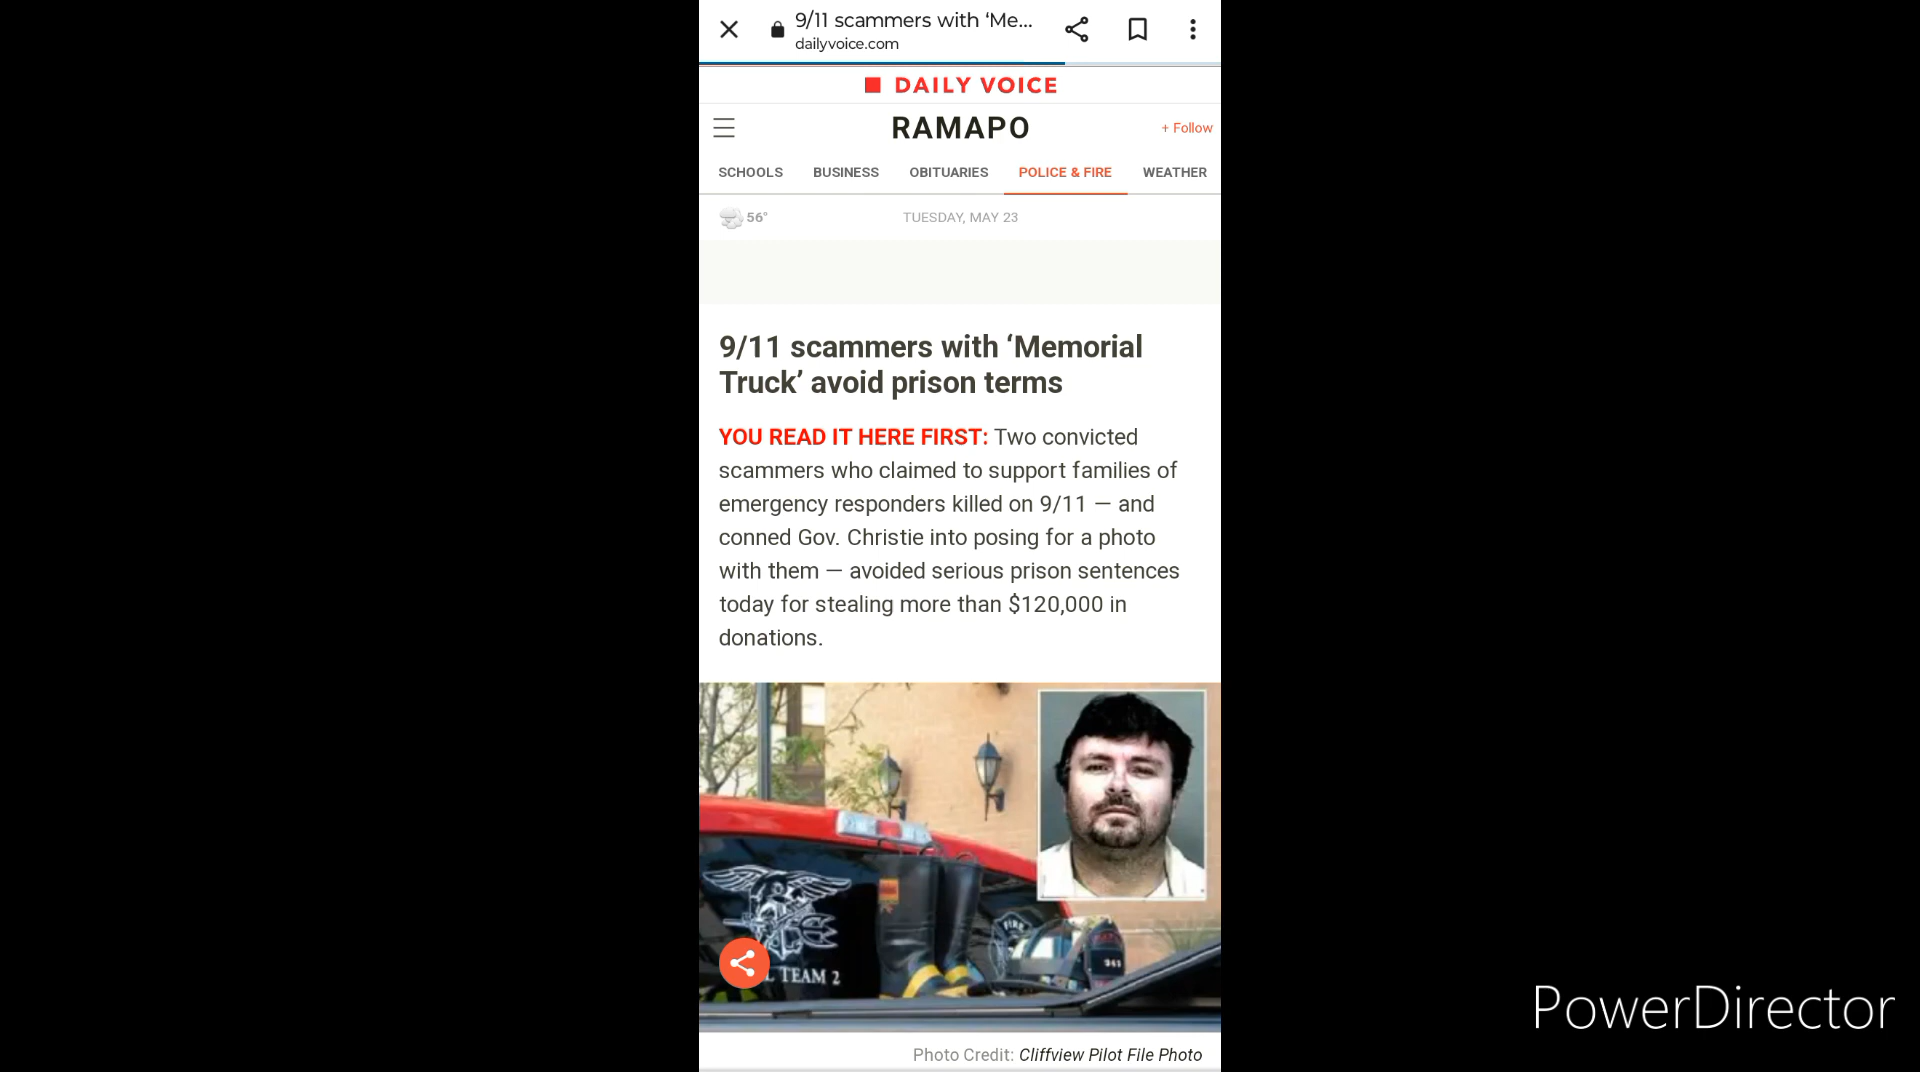 9/11 scammers with ‘Me...
dailyvoice.com
DAILY VOICE
RAMAPO
+ Follow
SCHOOLS BUSINESS OBITUARIES POLICE & FIRE WEATHER
56° TUESDAY, MAY 23
9/11 scammers with ‘Memorial
Truck’ avoid prison terms
YOU READ IT HERE FIRST: Two convicted
scammers who claimed to support families of
emergency responders killed on 9/11 — and
conned Gov. Christie into posing for a photo
with them — avoided serious prison sentences
today for stealing more than $120,000 in
donations.
FIRE
L TEAM 2
Photo Credit: Cliffview Pilot File Photo
PowerDirector